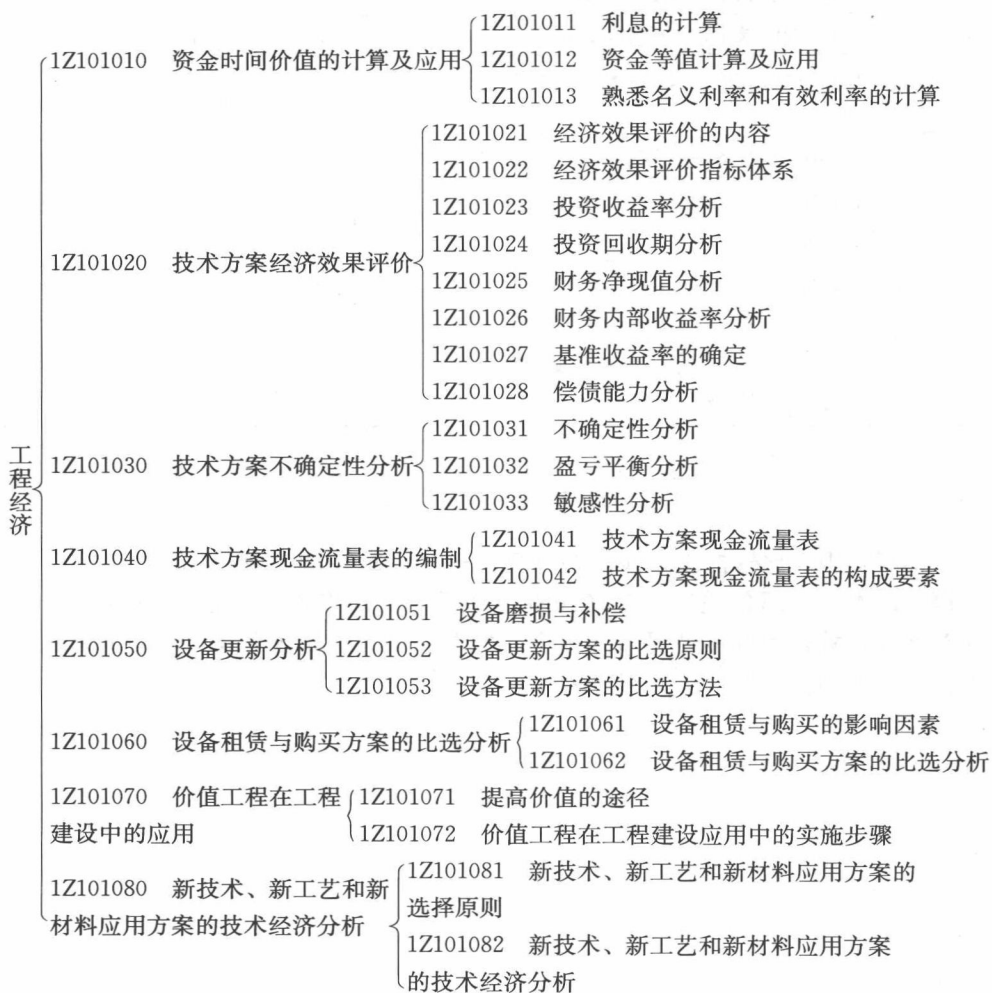 工程经济
1Z101010 资金时间价值的计算及应用
1Z101011 利息的计算
1Z101012 资金等值计算及应用
1Z101013 熟悉名义利率和有效利率的计算
1Z101020 技术方案经济效果评价
1Z101021 经济效果评价的内容
1Z101022 经济效果评价指标体系
1Z101023 投资收益率分析
1Z101024 投资回收期分析
1Z101025 财务净现值分析
1Z101026 财务内部收益率分析
1Z101027 基准收益率的确定
1Z101028 偿债能力分析
1Z101030 技术方案不确定性分析
1Z101031 不确定性分析
1Z101032 盈亏平衡分析
1Z101033 敏感性分析
1Z101040 技术方案现金流量表的编制
1Z101041 技术方案现金流量表
1Z101042 技术方案现金流量表的构成要素
1Z101050 设备更新分析
1Z101051 设备磨损与补偿
1Z101052 设备更新方案的比选原则
1Z101053 设备更新方案的比选方法
1Z101060 设备租赁与购买方案的比选分析
1Z101061 设备租赁与购买的影响因素
1Z101062 设备租赁与购买方案的比选分析
1Z101070 价值工程在工程
建设中的应用
1Z101071 提高价值的途径
1Z101072 价值工程在工程建设应用中的实施步骤
1Z101080 新技术、新工艺和新
材料应用方案的技术经济分析
1Z101081 新技术、新工艺和新材料应用方案的
选择原则
1Z101082 新技术、新工艺和新材料应用方案
的技术经济分析